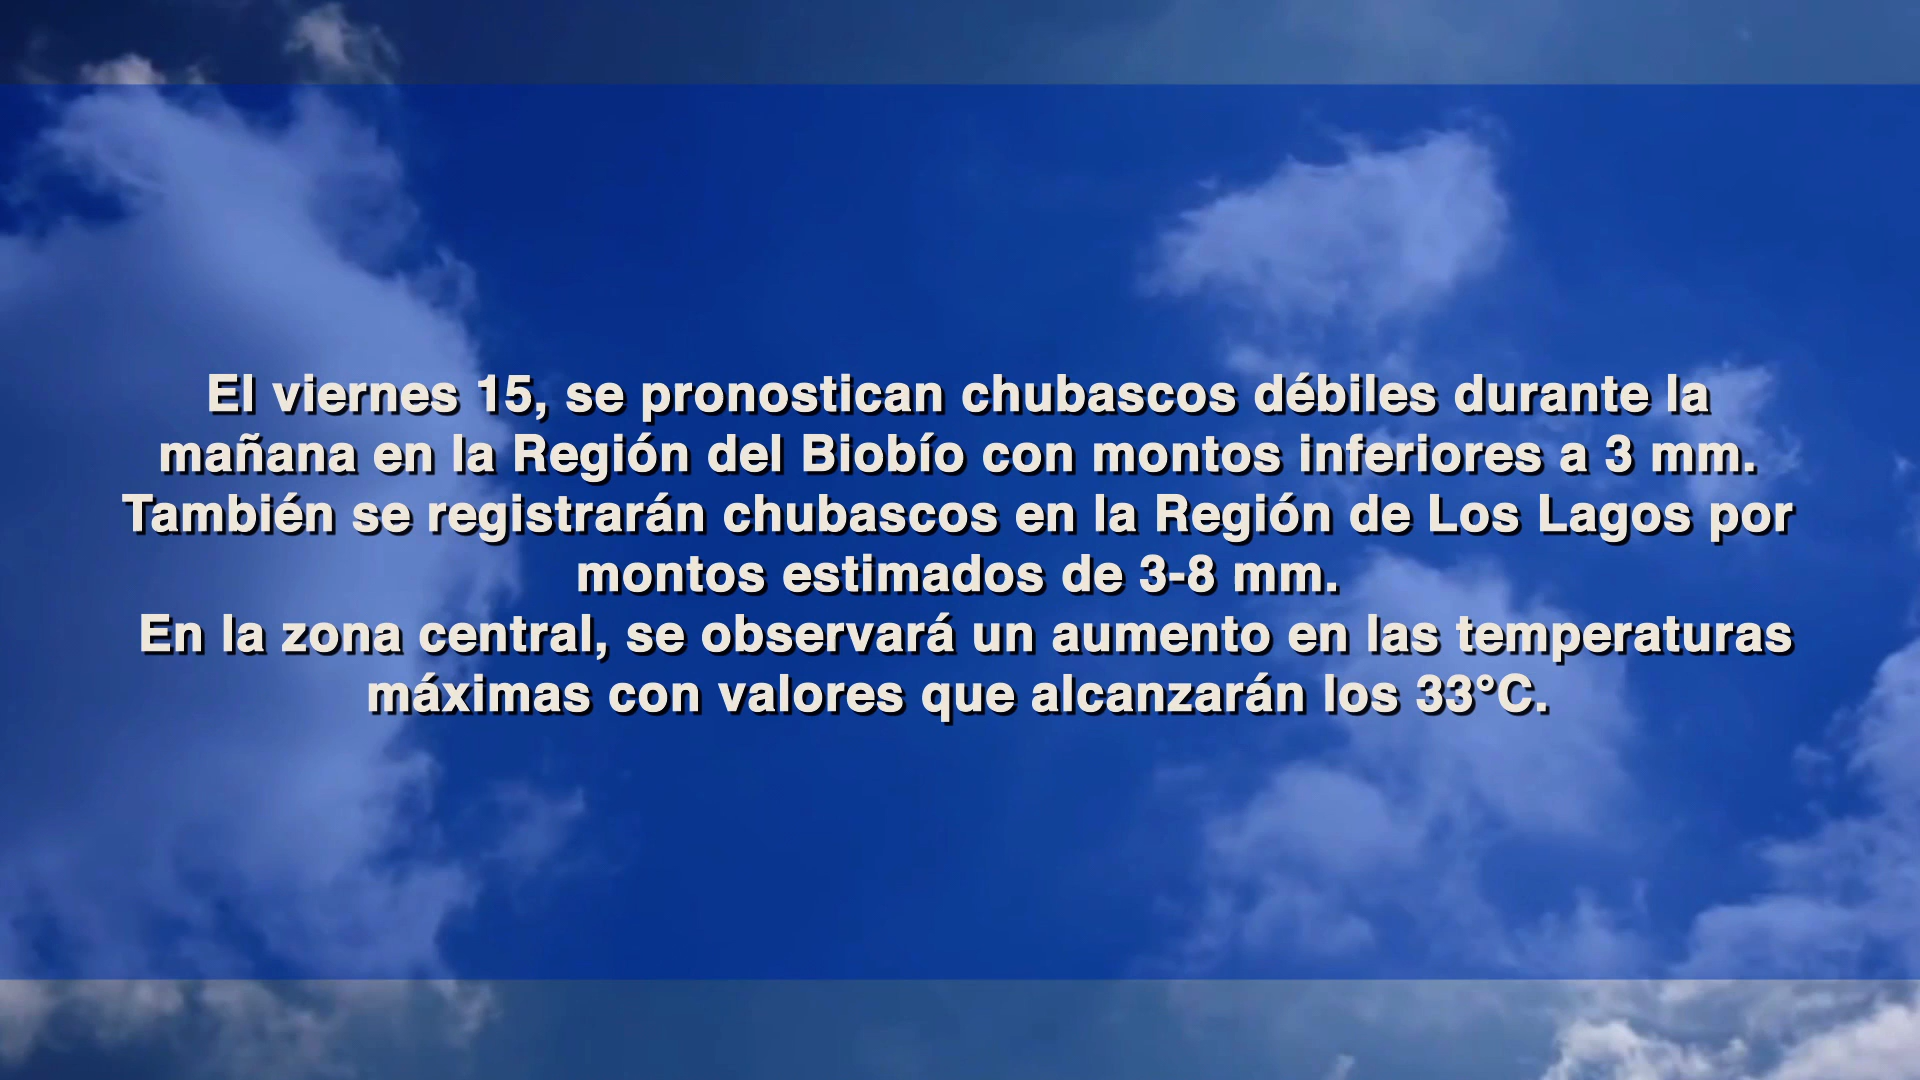 El viernes 15, se pronostican chubascos débiles durante la
mañana en la Región del Biobío con montos inferiores a 3 mm.
También se registrarán chubascos en la Región de Los Lagos por
montos estimados de 3-8 mm.
En la zona central, se observará un aumento en las temperaturas
máximas con valores que alcanzarán los 33°C.